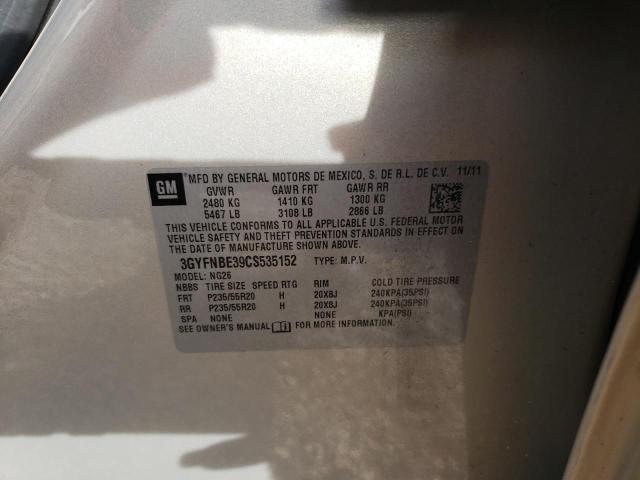 GM MFD BY GENERAL MOTORS DE MEXICO, S. DE R.L. DE C.V. 11/11
GVWR GAWR FRT GAWR RR
2480 KG 1410 KG 1300 KG
5467 LB 3108 LB 2866 LB
THIS VEHICLE CONFORMS TO ALL APPLICABLE U.S. FEDERAL MOTOR
VEHICLE SAFETY AND THEFT PREVENTION STANDARDS IN EFFECT ON
THE DATE OF MANUFACTURE SHOWN ABOVE.
3GYFNBE39CS535152 TYPE: M.P.V.
MODEL: NG26
NBBS TIRE SIZE SPEED RTG RIM COLD TIRE PRESSURE
FRT P235/55R20 H 20X8J 240KPA(35PSI)
RR P235/55R20 H 20X8J 240KPA(35PSI)
SPA NONE NONE KPA(PSI)
SEE OWNER'S MANUAL FOR MORE INFORMATION